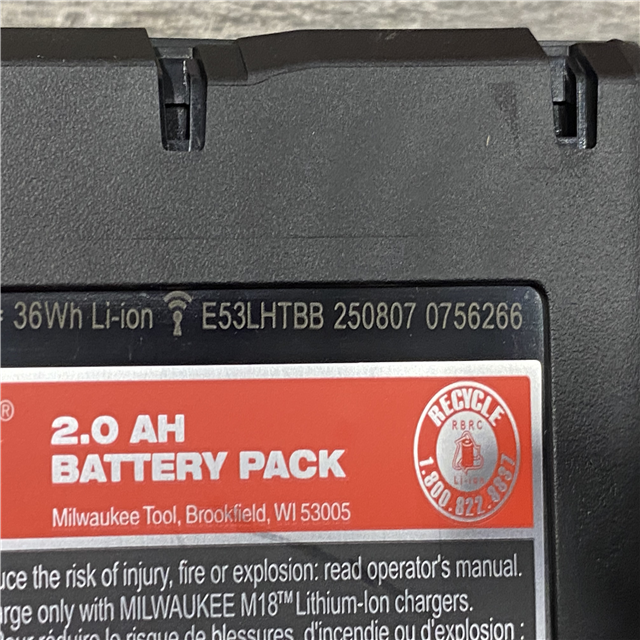 = 36Wh Li-ion E53LHTBB 250807 0756266
®
2.0 AH
BATTERY PACK
Milwaukee Tool, Brookfield, WI 53005
RECYCLE
RBRC
Li-ion
1.800.822.8837
uce the risk of injury, fire or explosion: read operator's manual.
arge only with MILWAUKEE M18™ Lithium-Ion chargers.
Pour réduire le risque de blessures, d'incendie ou d'explosion :